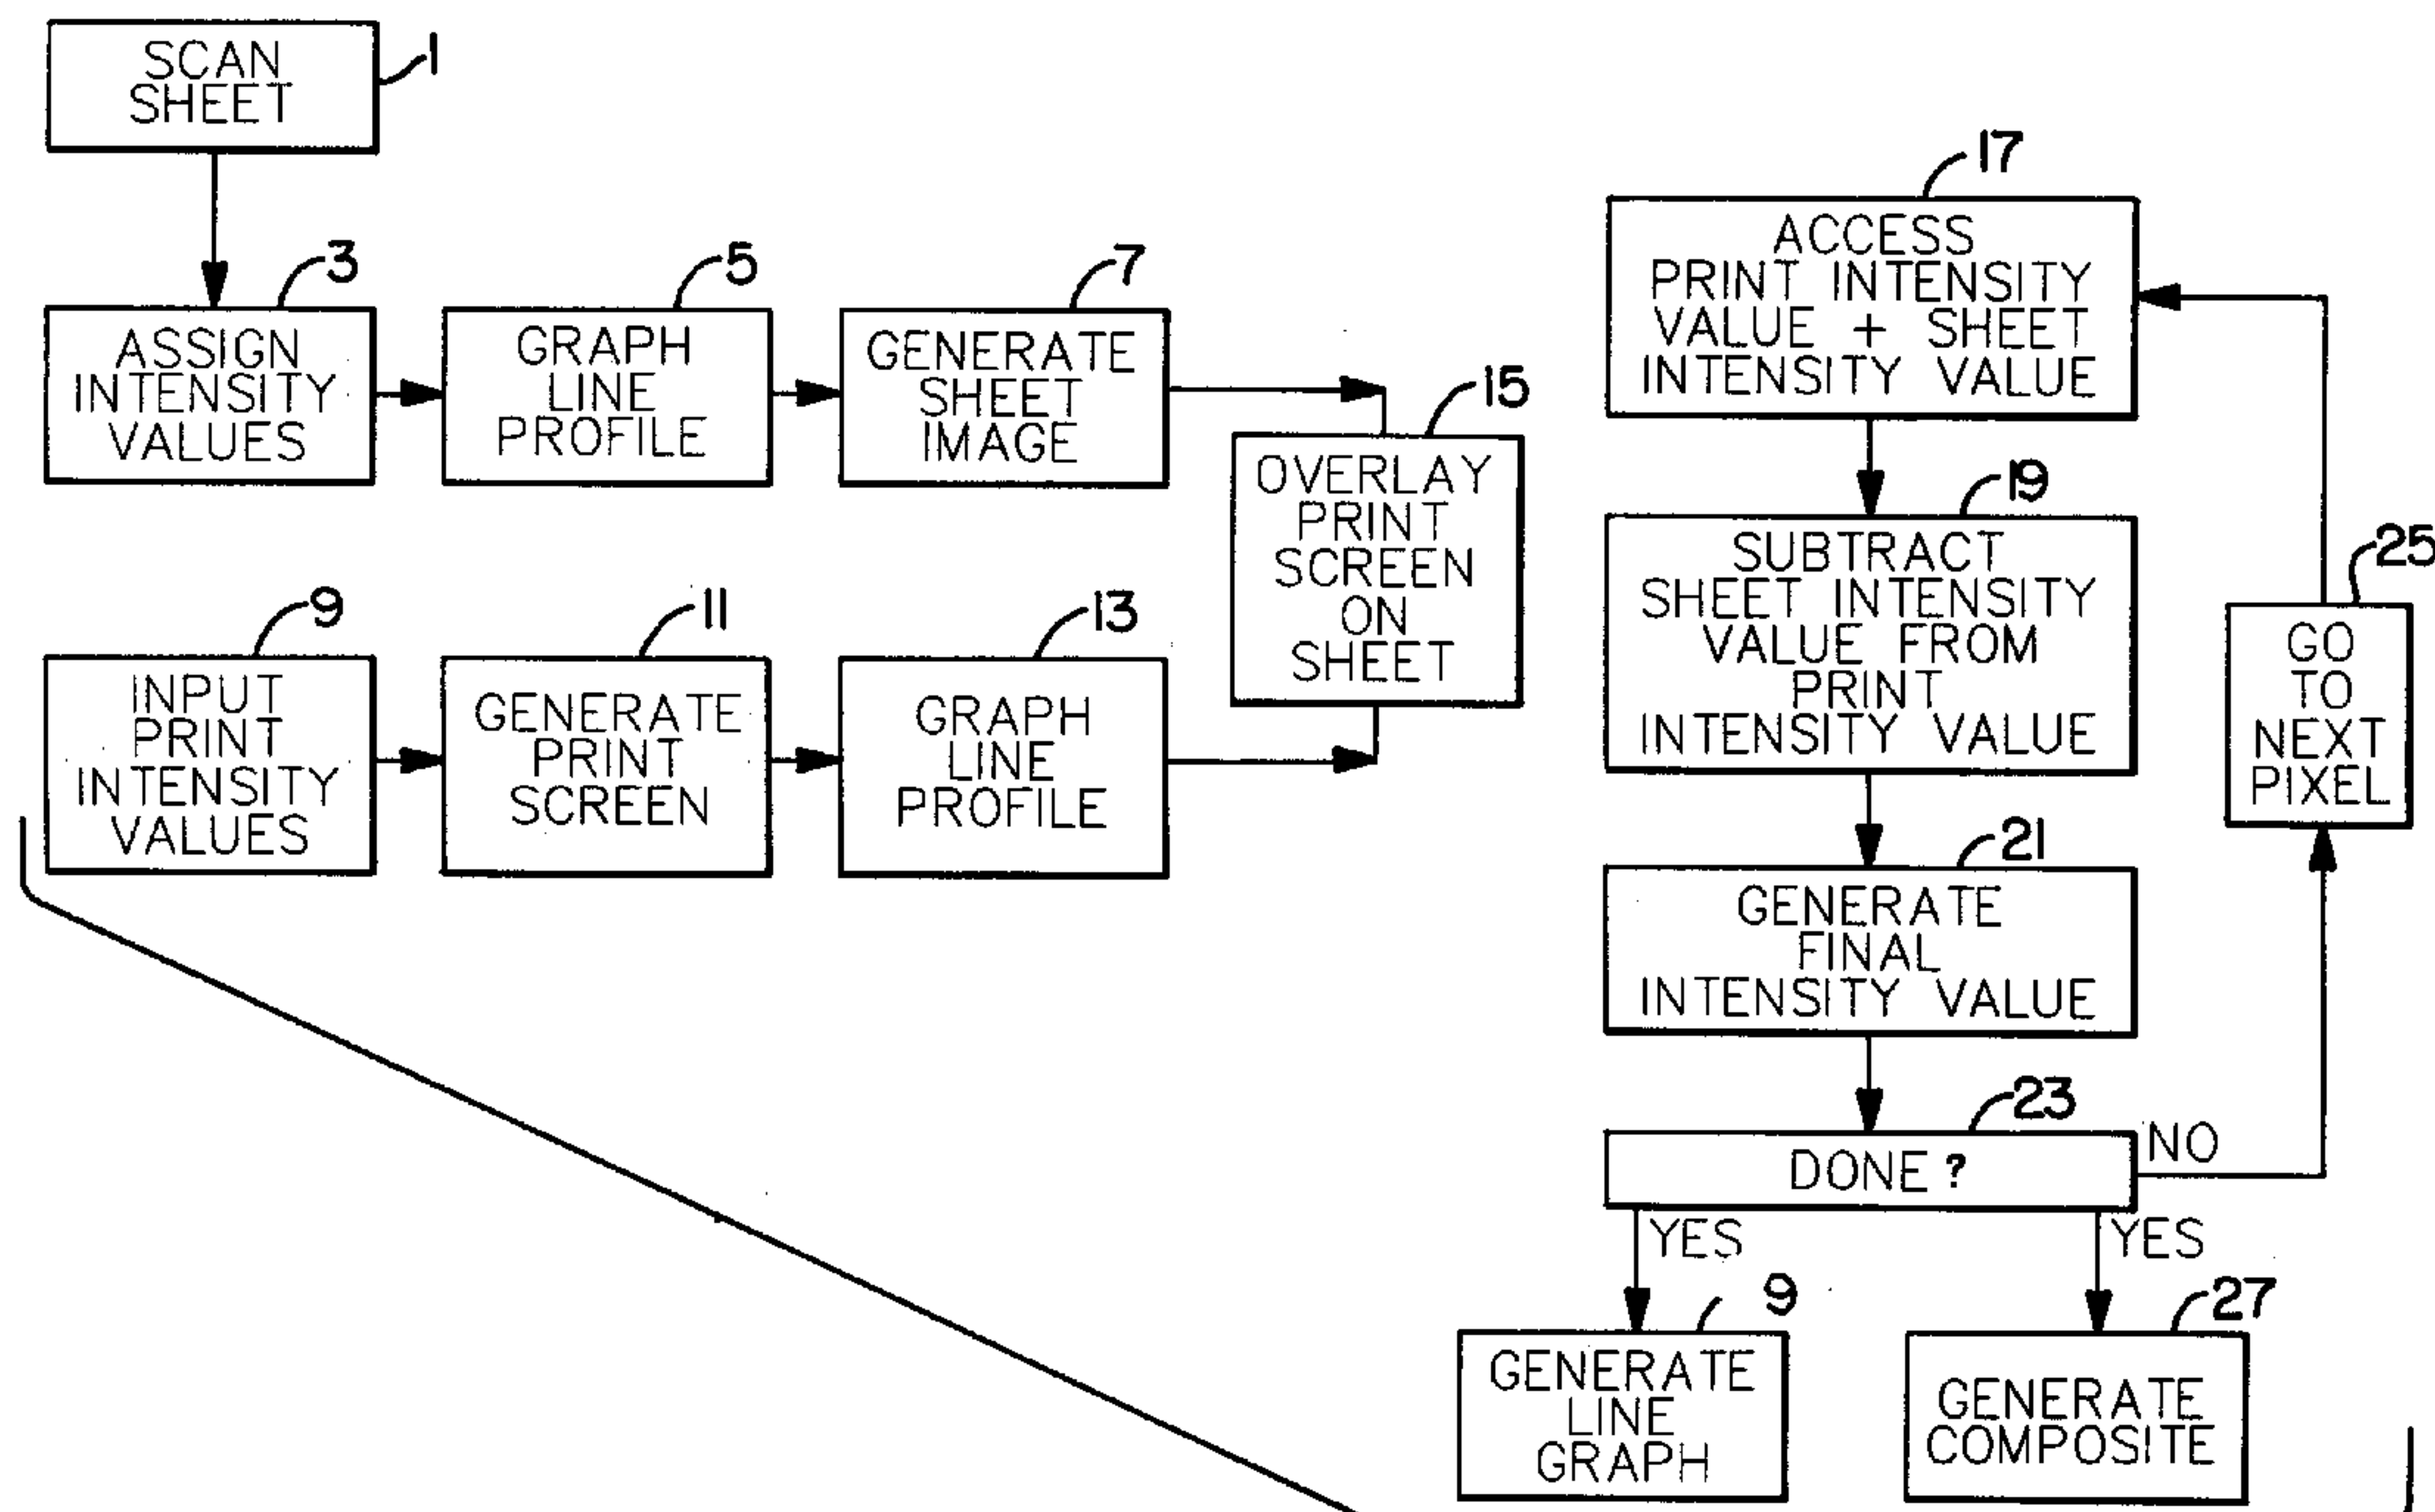 SCAN
SHEET
1
3
ASSIGN
INTENSITY
VALUES
5
GRAPH
LINE
PROFILE
7
GENERATE
SHEET
IMAGE
9
INPUT
PRINT
INTENSITY
VALUES
11
GENERATE
PRINT
SCREEN
13
GRAPH
LINE
PROFILE
15
OVERLAY
PRINT
SCREEN
ON
SHEET
17
ACCESS
PRINT INTENSITY
VALUE + SHEET
INTENSITY VALUE
19
SUBTRACT
SHEET INTENSITY
VALUE FROM
PRINT
INTENSITY VALUE
21
GENERATE
FINAL
INTENSITY VALUE
23
DONE ?
NO
25
GO
TO
NEXT
PIXEL
YES
9
GENERATE
LINE
GRAPH
YES
27
GENERATE
COMPOSITE